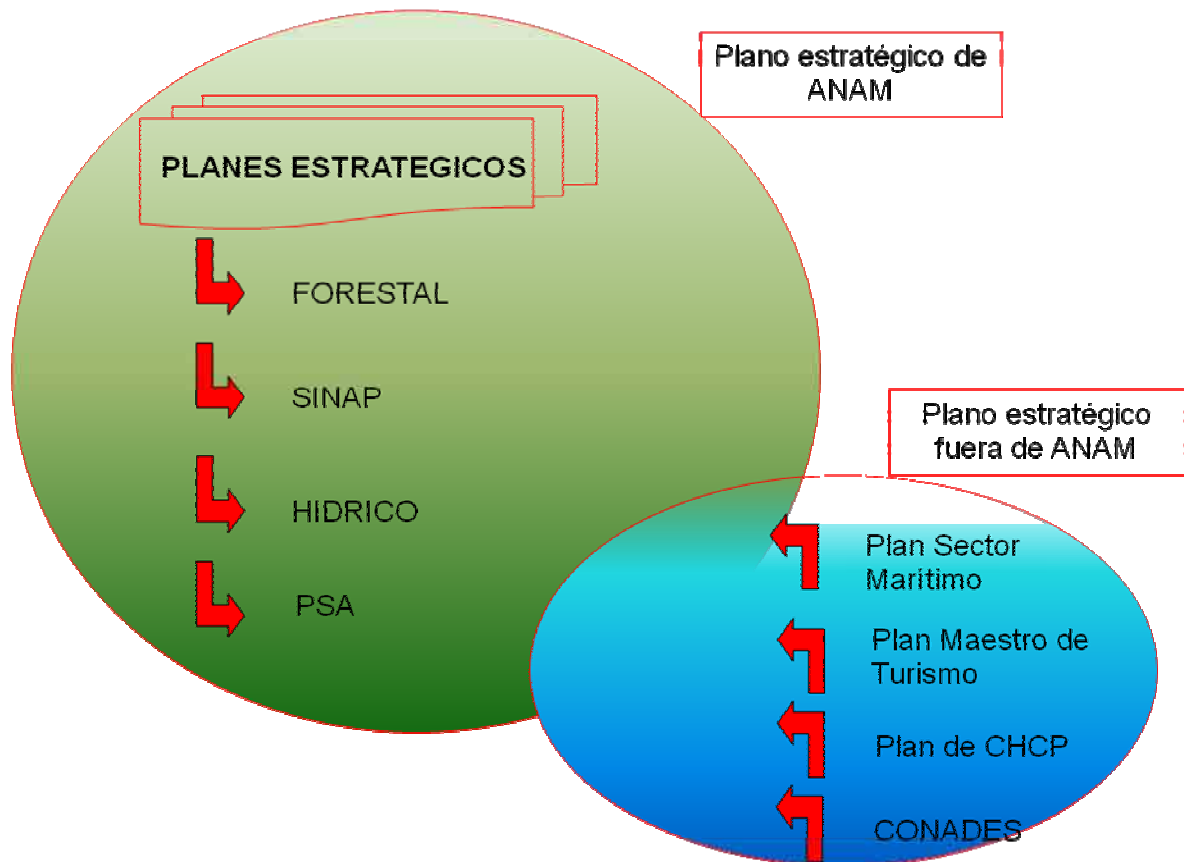 Plano estratégico de
ANAM
PLANES ESTRATEGICOS
FORESTAL
SINAP
HIDRICO
PSA
Plano estratégico
fuera de ANAM
Plan Sector
Marítimo
Plan Maestro de
Turismo
Plan de CHCP
CONADES